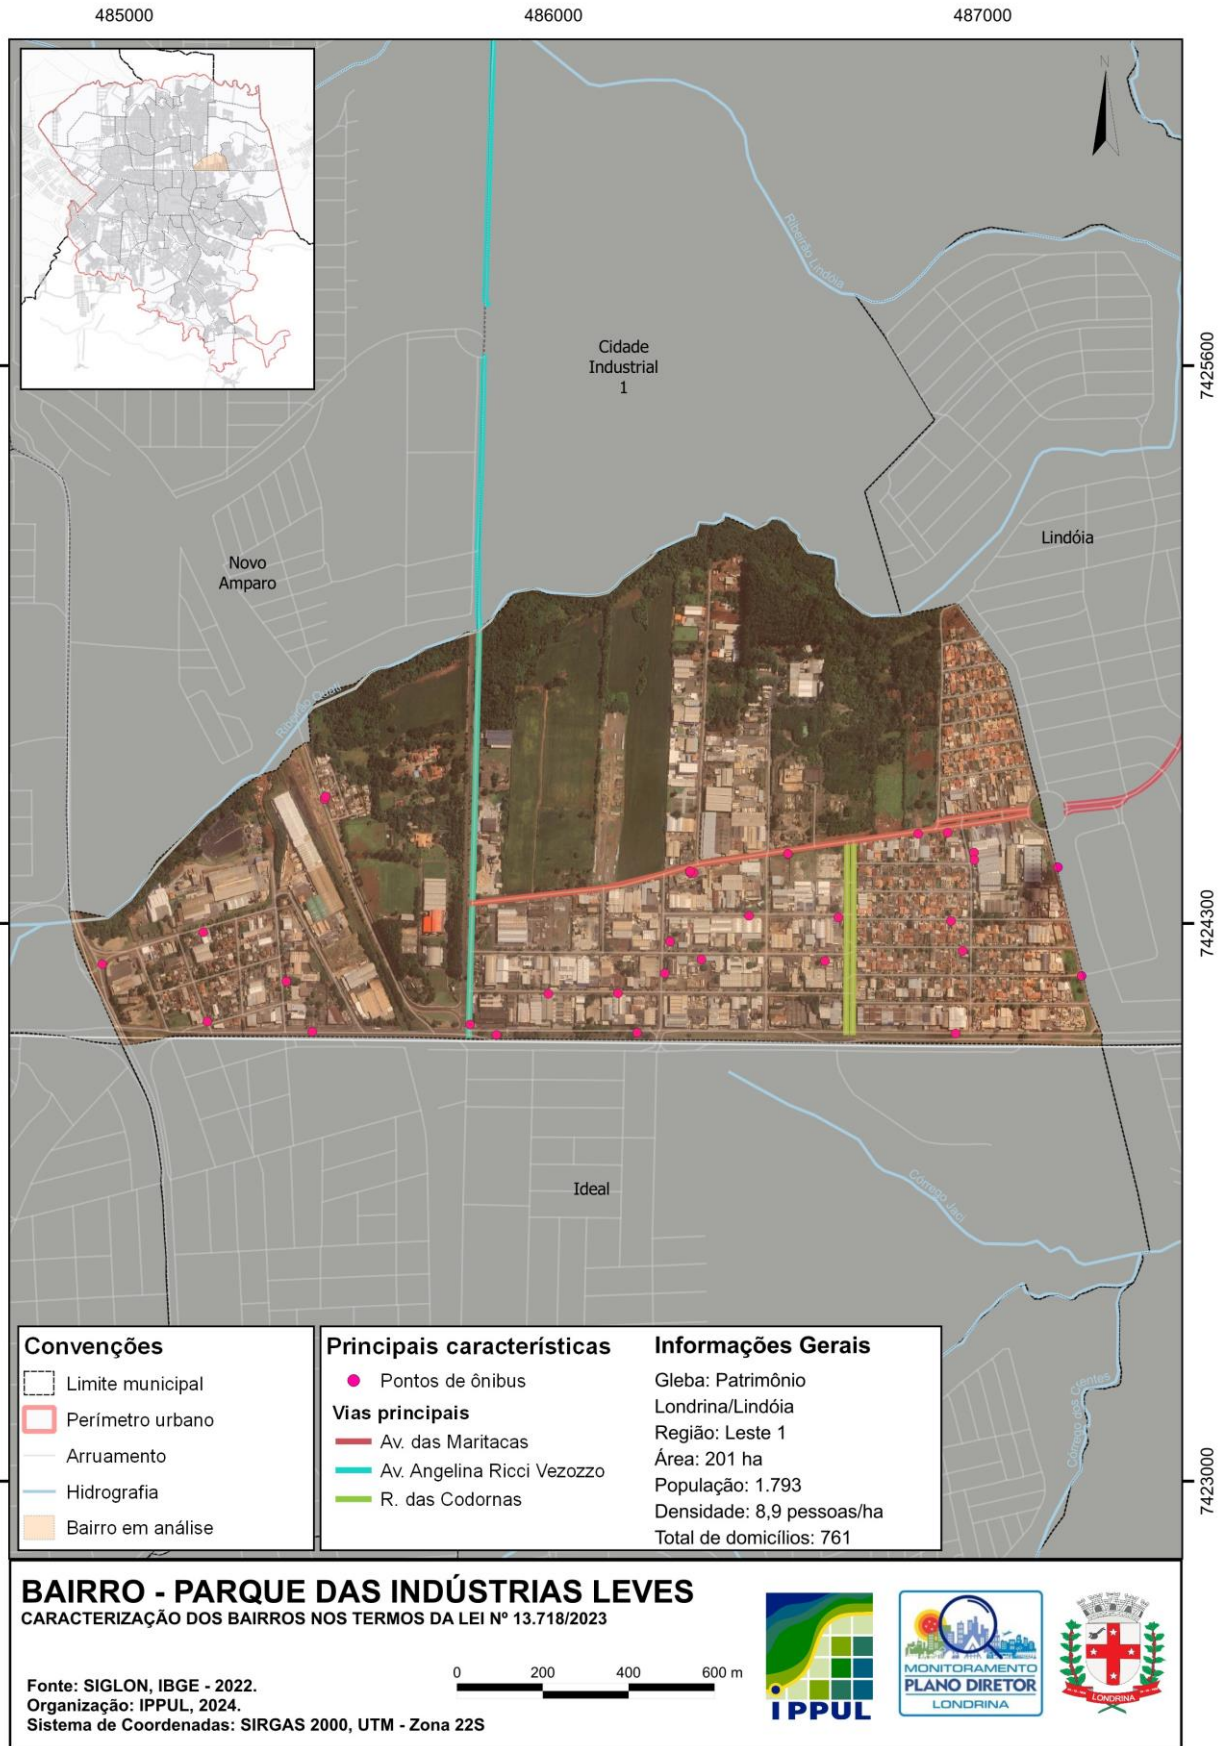 485000
486000
487000
N
Ribeirão Lindóia
Cidade
Industrial
1
7425600
Lindóia
Novo
Amparo
Ribeirão Quati
7424300
Ideal
Córrego Jaci
Córrego dos Crentes
7423000
Convenções
Limite municipal
Perímetro urbano
Arruamento
Hidrografia
Bairro em análise
Principais característicias
Pontos de ônibus
Vias principais
Av. das Maritacas
Av. Angelina Ricci Vezozzo
R. das Codornas
Informações Gerais
Gleba: Patrimônio
Londrina/Lindóia
Região: Leste 1
Área: 201 ha
População: 1.793
Densidade: 8,9 pessoas/ha
Total de domicílios: 761
BAIRRO - PARQUE DAS INDÚSTRIAS LEVES
CARACTERIZAÇÃO DOS BAIRROS NOS TERMOS DA LEI Nº 13.718/2023
Fonte: SIGLON, IBGE - 2022.
Organização: IPPUL, 2024.
Sistema de Coordenadas: SIRGAS 2000, UTM - Zona 22S
0 200 400 600 m
IPPUL
MONITORAMENTO
PLANO DIRETOR
LONDRINA
LONDRINA